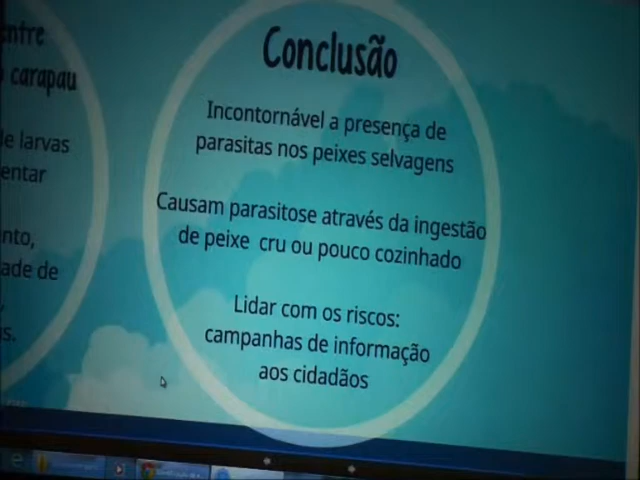 entre
carapau
de larvas
entar
nto,
ade de
s.
Conclusão
Incontornável a presença de
parasitas nos peixes selvagens
Causam parasitose através da ingestão
de peixe cru ou pouco cozinhado
Lidar com os riscos:
campanhas de informação
aos cidadãos